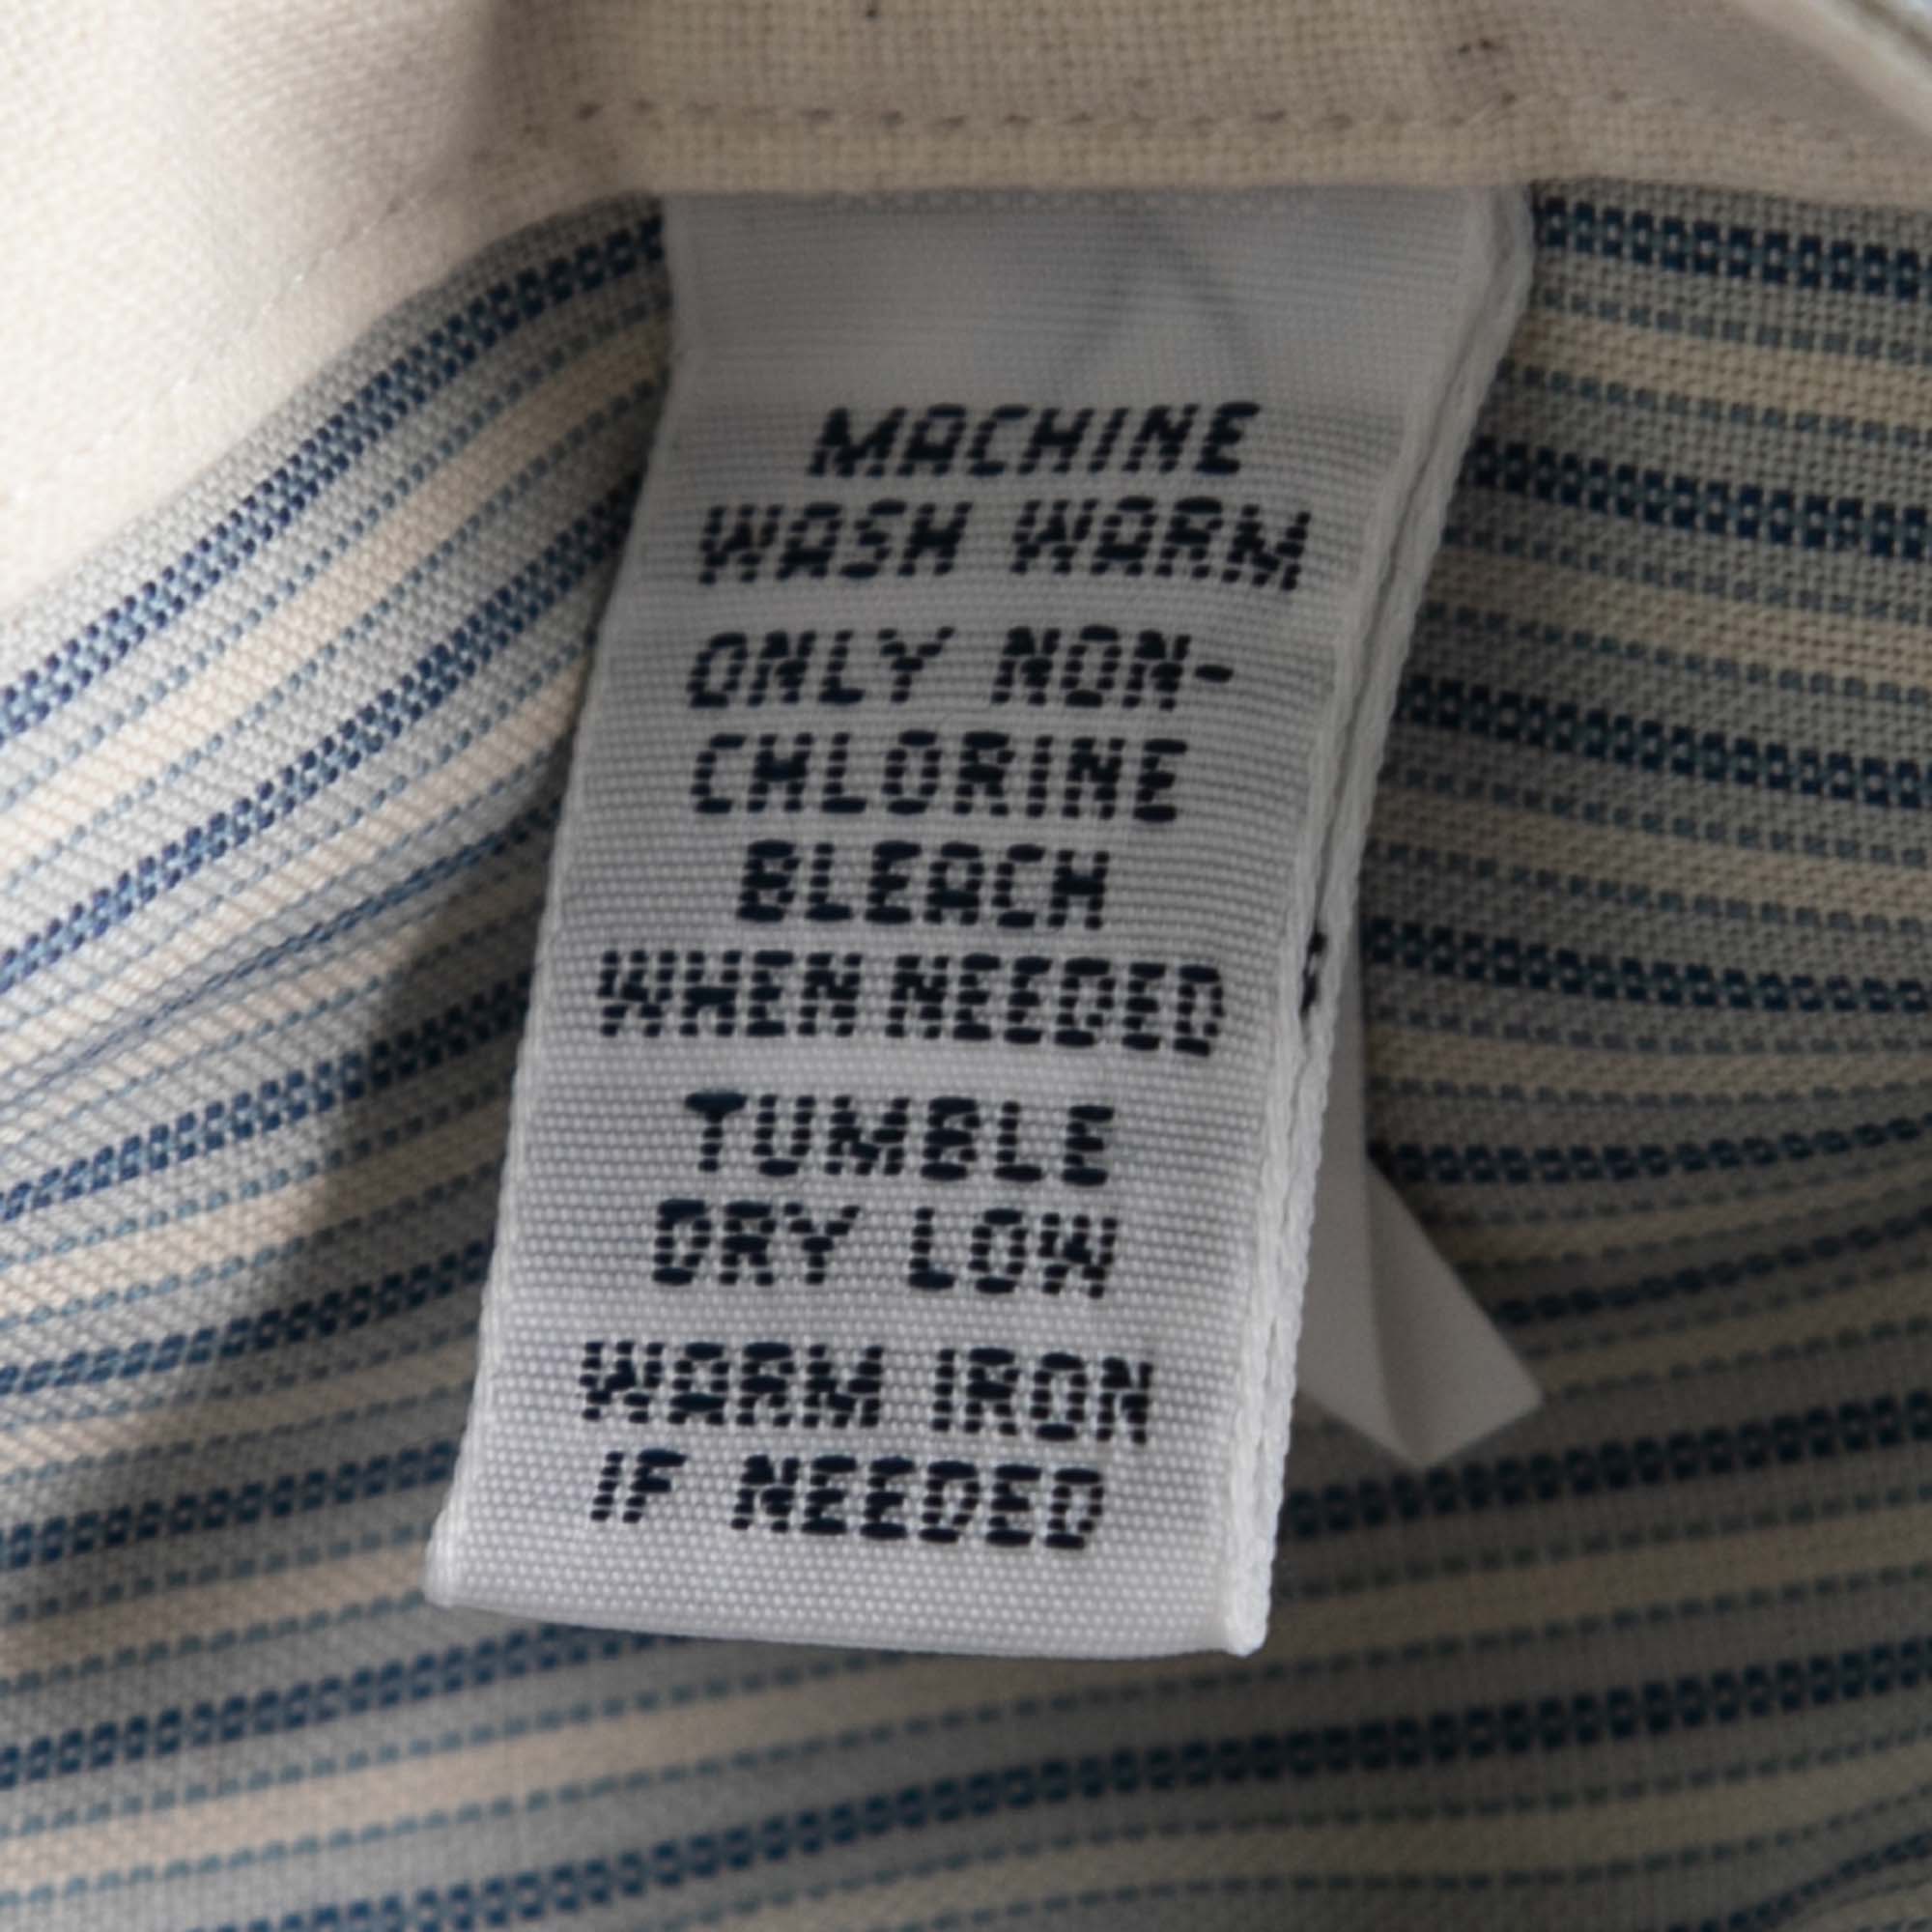 MACHINE
WASH WARM
ONLY NON-
CHLORINE
BLEACH
WHEN NEEDED
TUMBLE
DRY LOW
WARM IRON
IF NEEDED